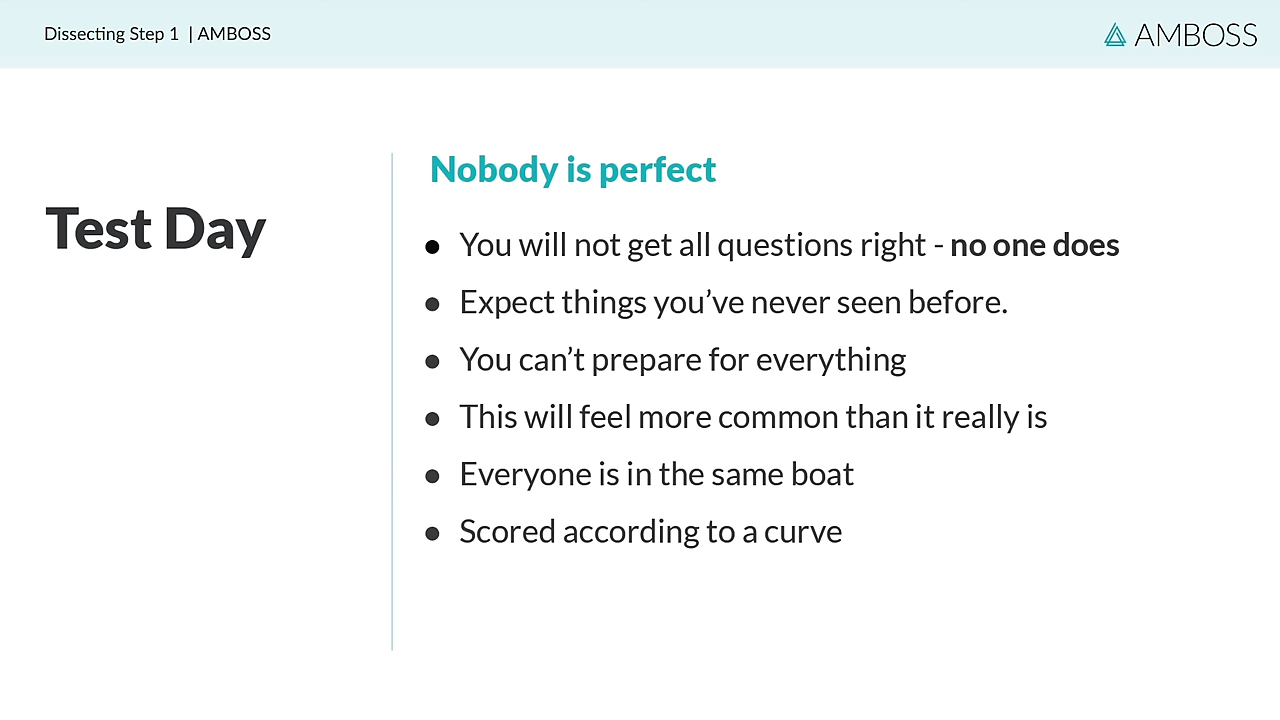 Dissecting Step 1 | AMBOSS
AMBOSS
Test Day
Nobody is perfect
● You will not get all questions right - no one does
● Expect things you’ve never seen before.
● You can’t prepare for everything
● This will feel more common than it really is
● Everyone is in the same boat
● Scored according to a curve